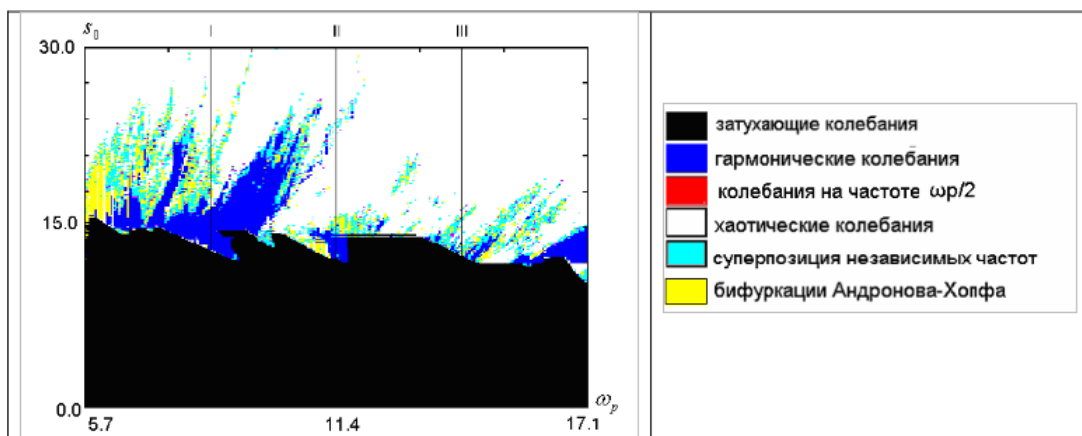 s₀ I II III
30.0
15.0
0.0
5.7 11.4 17.1
ωₚ
затухающие колебания
гармонические колебания
колебания на частоте ωp/2
хаотические колебания
суперпозиция независимых частот
бифуркации Андронова-Хопфа